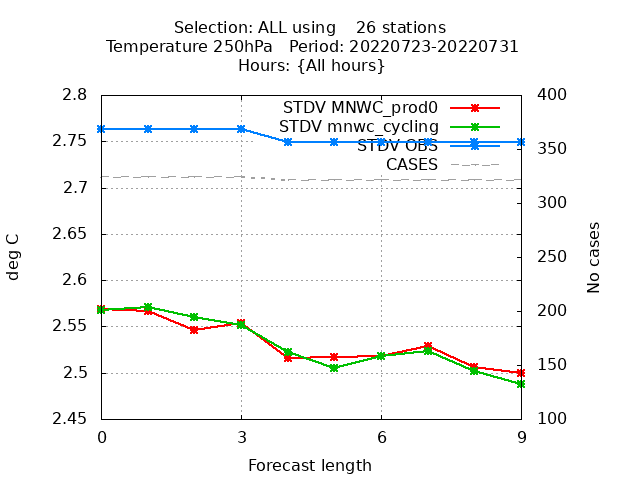 Selection: ALL using    26 stations
Temperature 250hPa   Period: 20220723-20220731
Hours: {All hours}
2.8
2.75
2.7
2.65
2.6
2.55
2.5
2.45
400
350
300
250
200
150
100
STDV MNWC_prod0
STDV mnwc_cycling
STDV OBS
CASES
deg C
No cases
0
3
6
9
Forecast length